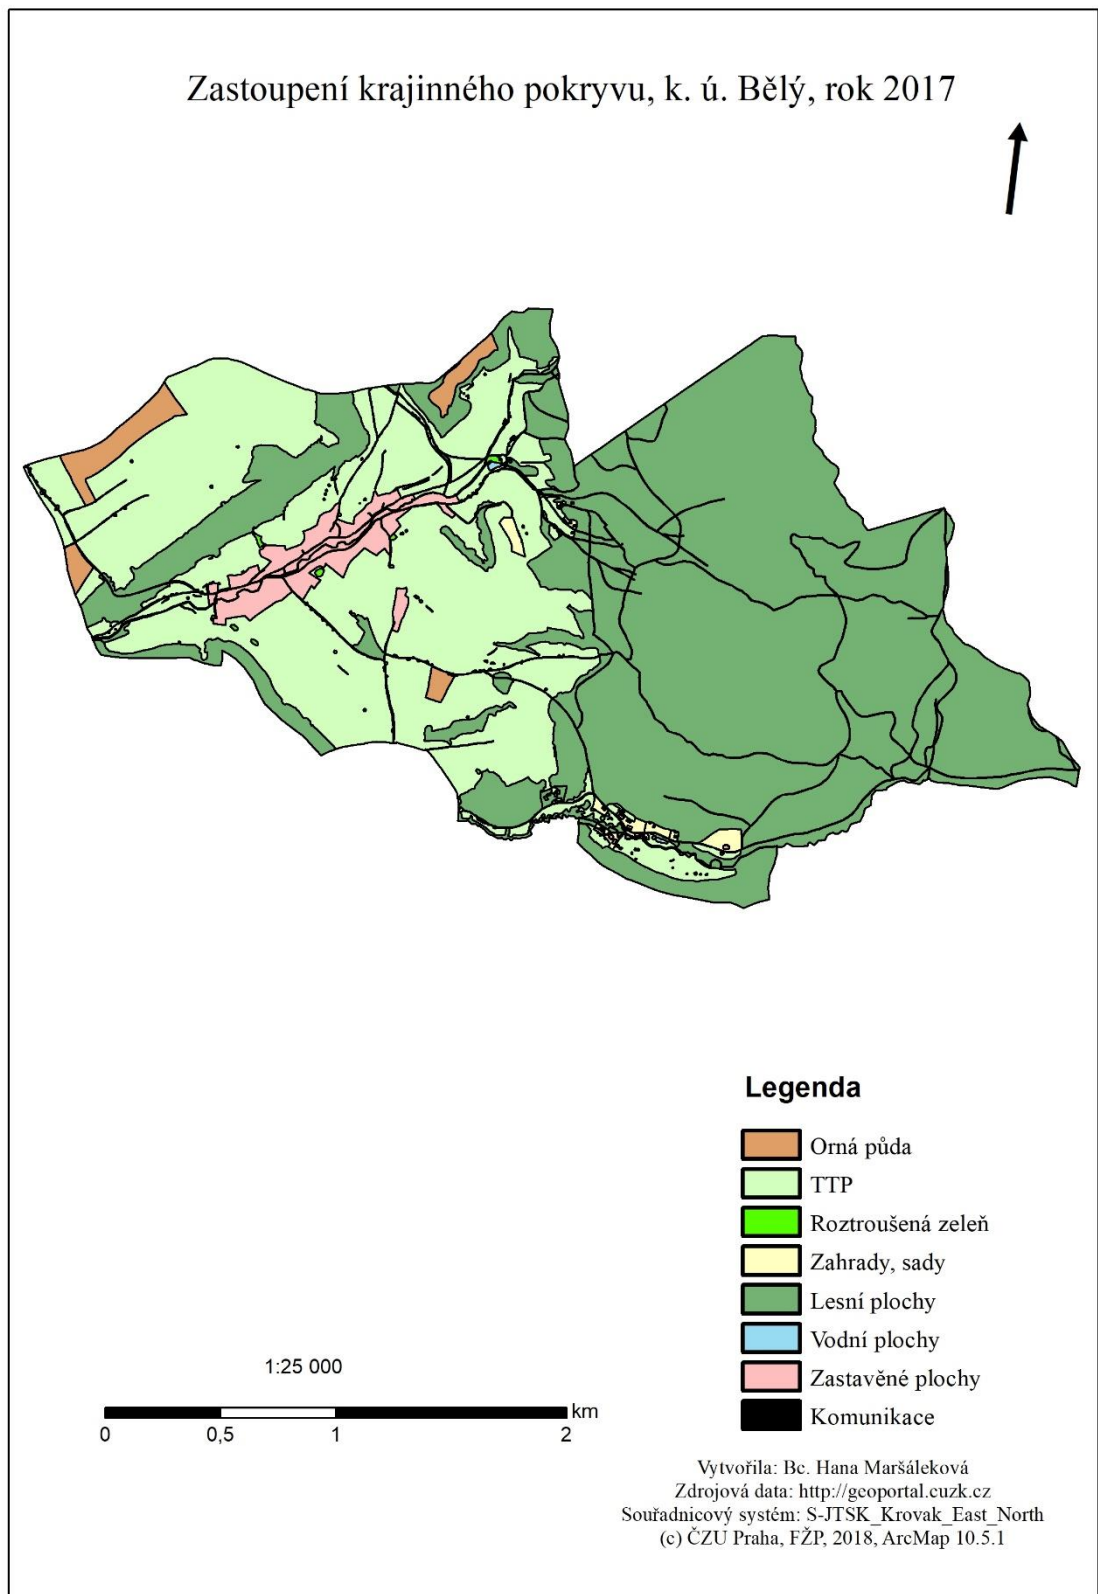 Zastoupení krajinného pokryvu, k. ú. Bělý, rok 2017
Legenda
Orná půda
TTP
Roztroušená zeleň
Zahrady, sady
Lesní plochy
Vodní plochy
Zastavěné plochy
Komunikace
1:25 000
km
0 0,5 1 2
Vytvořila: Bc. Hana Maršáleková
Zdrojová data: http://geoportal.cuzk.cz
Souřadnicový systém: S-JTSK_Krovak_East_North
(c) ČZU Praha, FŽP, 2018, ArcMap 10.5.1